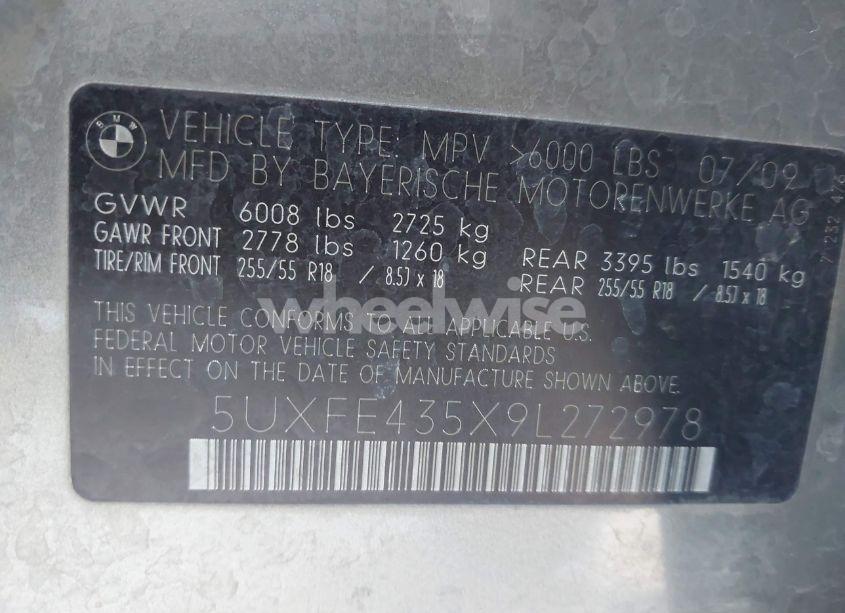 BMW
VEHICLE TYPE: MPV >6000 LBS 07/09
MFD BY BAYERISCHE MOTORENWERKE AG
GVWR 6008 lbs 2725 kg
GAWR FRONT 2778 lbs 1260 kg REAR 3395 lbs 1540 kg
TIRE/RIM FRONT 255/55 R18 / 8.5J x 18 REAR 255/55 R18 / 8.5J x 18
wheelwise
THIS VEHICLE CONFORMS TO ALL APPLICABLE U.S.
FEDERAL MOTOR VEHICLE SAFETY STANDARDS
IN EFFECT ON THE DATE OF MANUFACTURE SHOWN ABOVE.
5UXFE435X9L272978